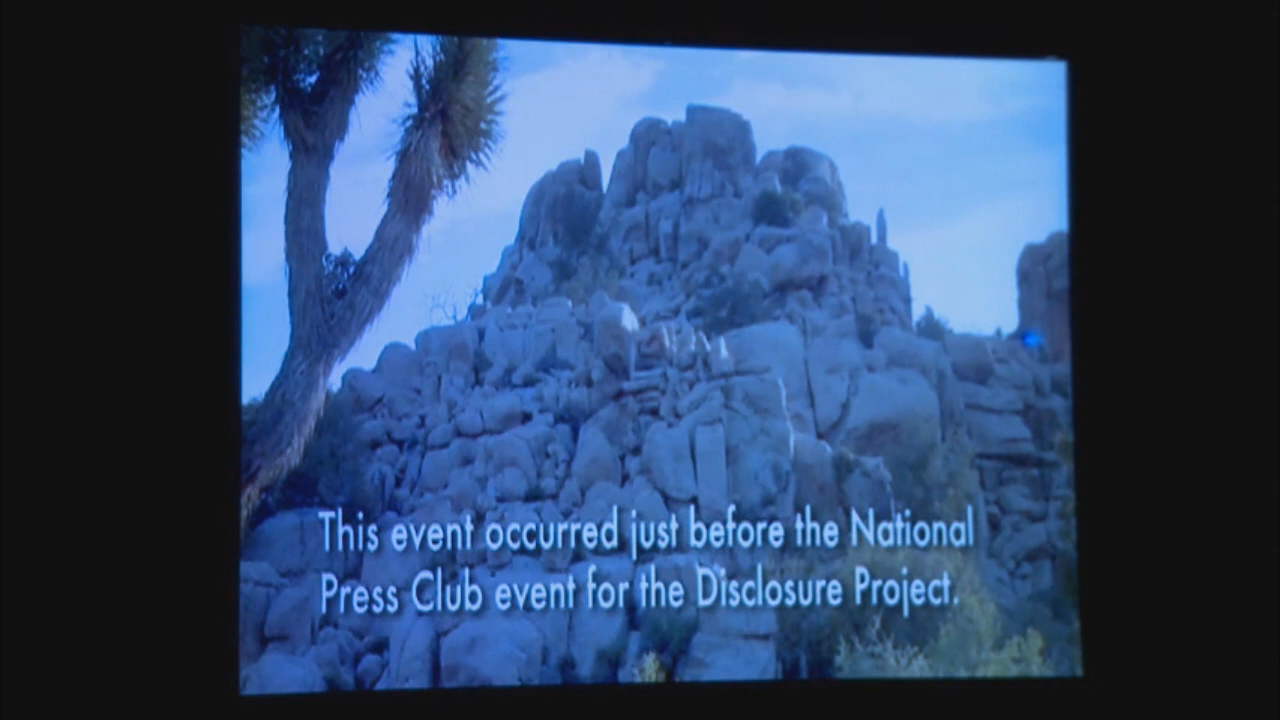 This event occurred just before the National
Press Club event for the Disclosure Project.